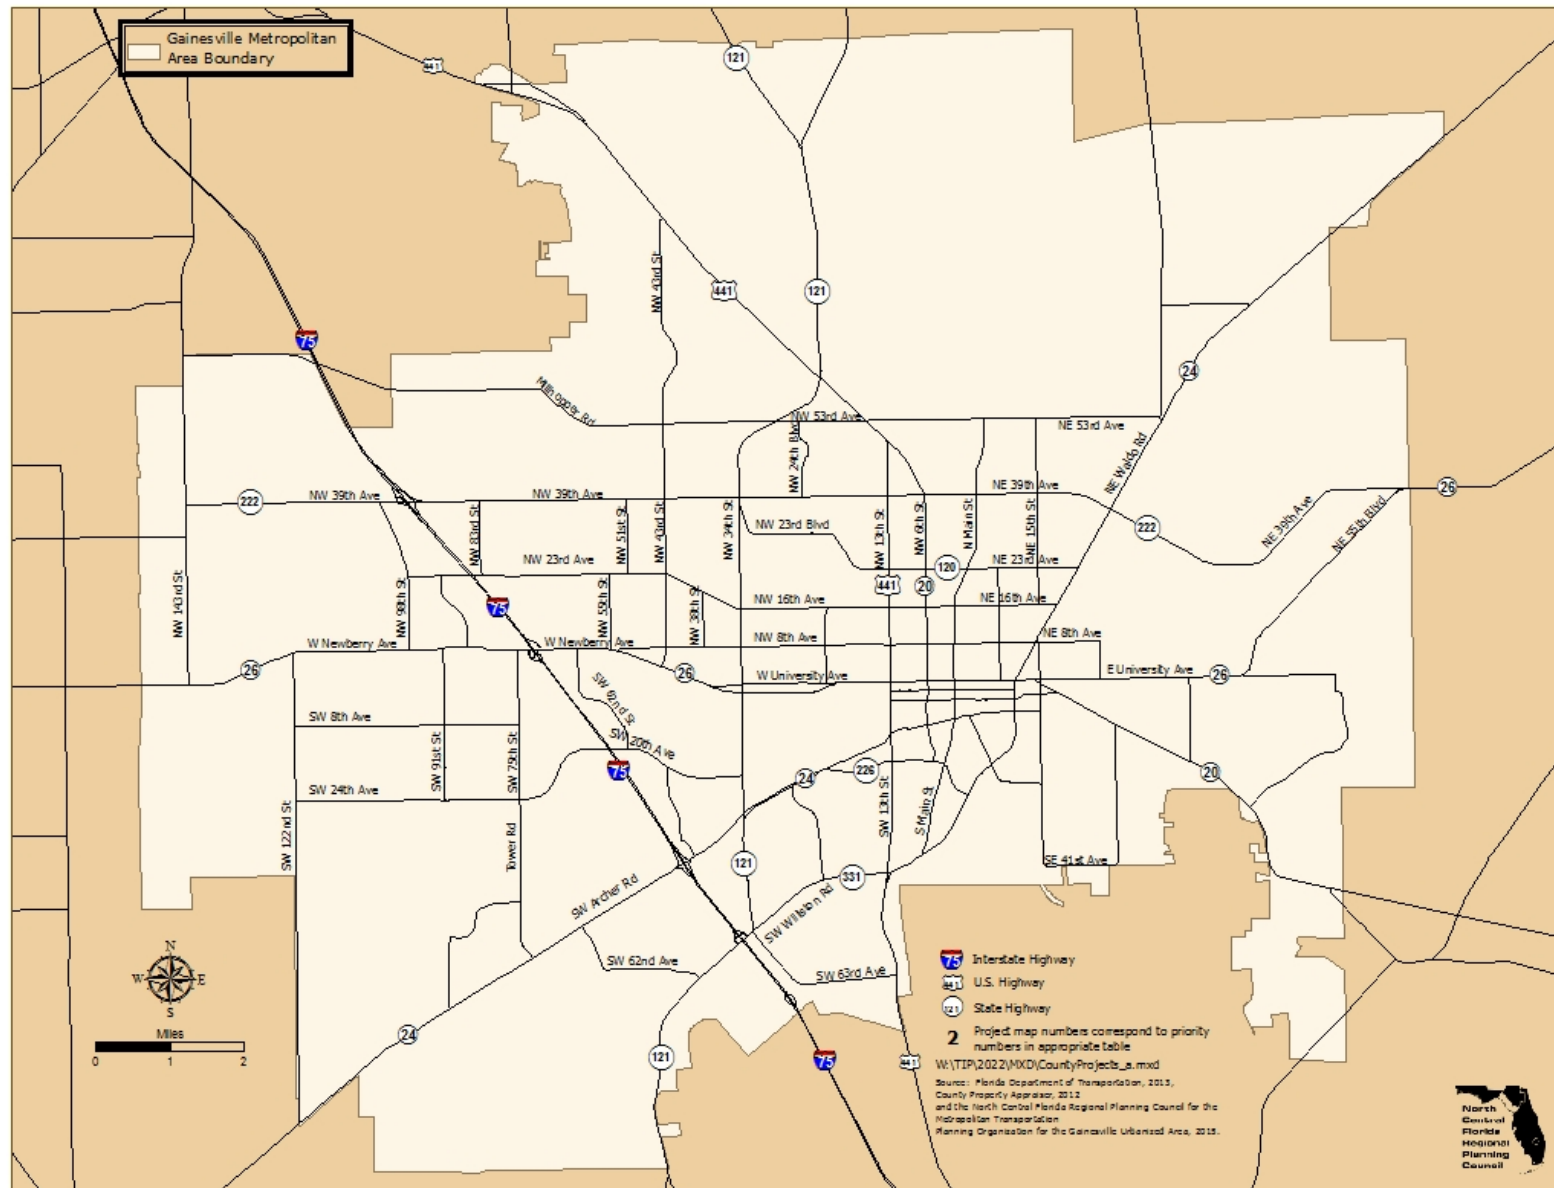 Gainesville Metropolitan
Area Boundary
441
121
NW 43rd St
441
121
75
24
Millhopper Rd
NW 53rd Ave
NE 53rd Ave
NW 24th Blvd
NE Waldo Rd
222
NW 39th Ave
NW 39th Ave
NE 39th Ave
26
NE 39th Ave
NE 55th Blvd
222
NW 83rd St
NW 51st St
NW 43rd St
NW 34th St
NW 23rd Blvd
NW 13th St
NW 6th St
N Main St
NE 15th St
NW 23rd Ave
120
NE 23rd Ave
NW 143rd St
NW 98th St
75
NW 55th St
NW 38th St
NW 16th Ave
441
20
NE 16th Ave
W Newberry Ave
W Newberry Ave
NW 8th Ave
NE 8th Ave
26
26
W University Ave
E University Ave
26
SW 62nd St
SW 8th Ave
SW 91st St
SW 75th St
SW 20th Ave
75
24
226
20
SW 24th Ave
SW 122nd St
Tower Rd
SW 13th St
S Main St
121
331
SE 41st Ave
SW Archer Rd
SW Williston Rd
SW 62nd Ave
SW 63rd Ave
N
W
E
S
Miles
0
1
2
24
121
75
441
75 Interstate Highway
441 U.S. Highway
121 State Highway
2 Project map numbers correspond to priority
numbers in appropriate table
W:\TIP\2022\MXD\CountyProjects_a.mxd
Source: Florida Department of Transportation, 2013,
County Property Appraiser, 2012
and the North Central Florida Regional Planning Council for the
Metropolitan Transportation
Planning Organization for the Gainesville Urbanized Area, 2015.
North
Central
Florida
Regional
Planning
Council